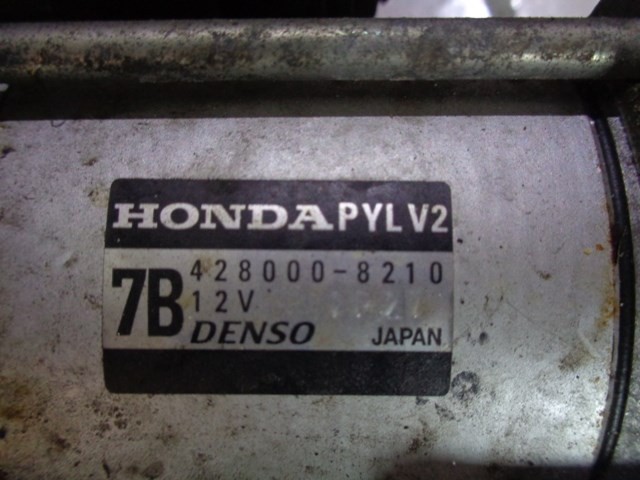 HONDA PYL V2
7B 428000-8210
12V
DENSO JAPAN